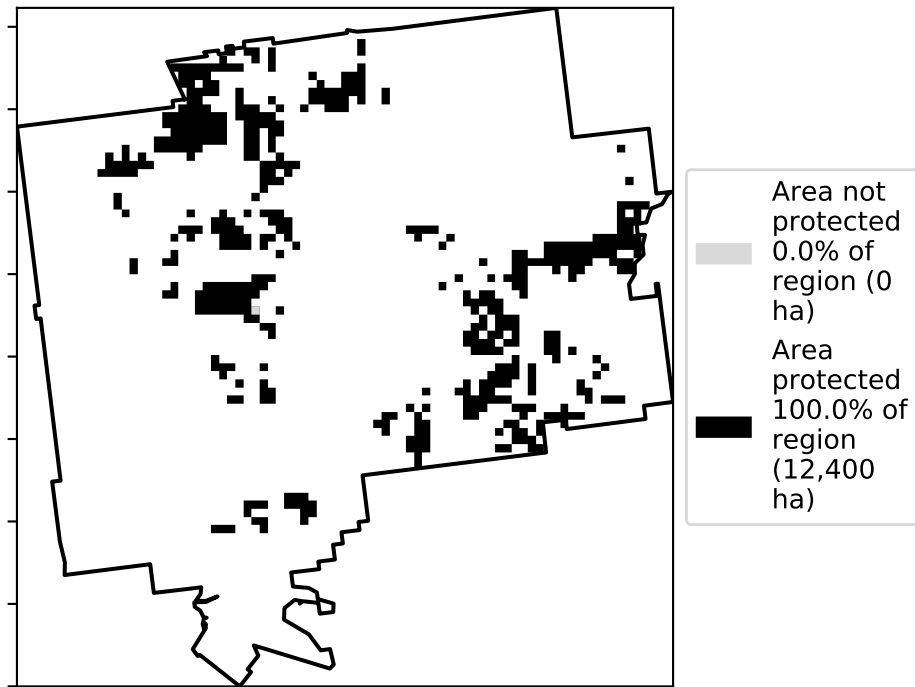 Area not
protected
0.0% of
region (0
ha)
Area
protected
100.0% of
region
(12,400
ha)